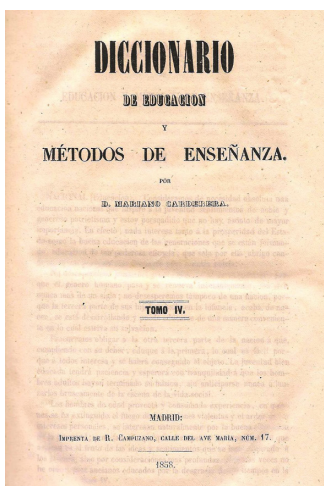 DICCIONARIO
DE EDUCACION
Y
MÉTODOS DE ENSEÑANZA.
POR
D. MARIANO CARDERERA.
TOMO IV.
MADRID:
IMPRENTA DE R. CAMPUZANO, CALLE DEL AVE MARIA, NÚM. 17.
1858.